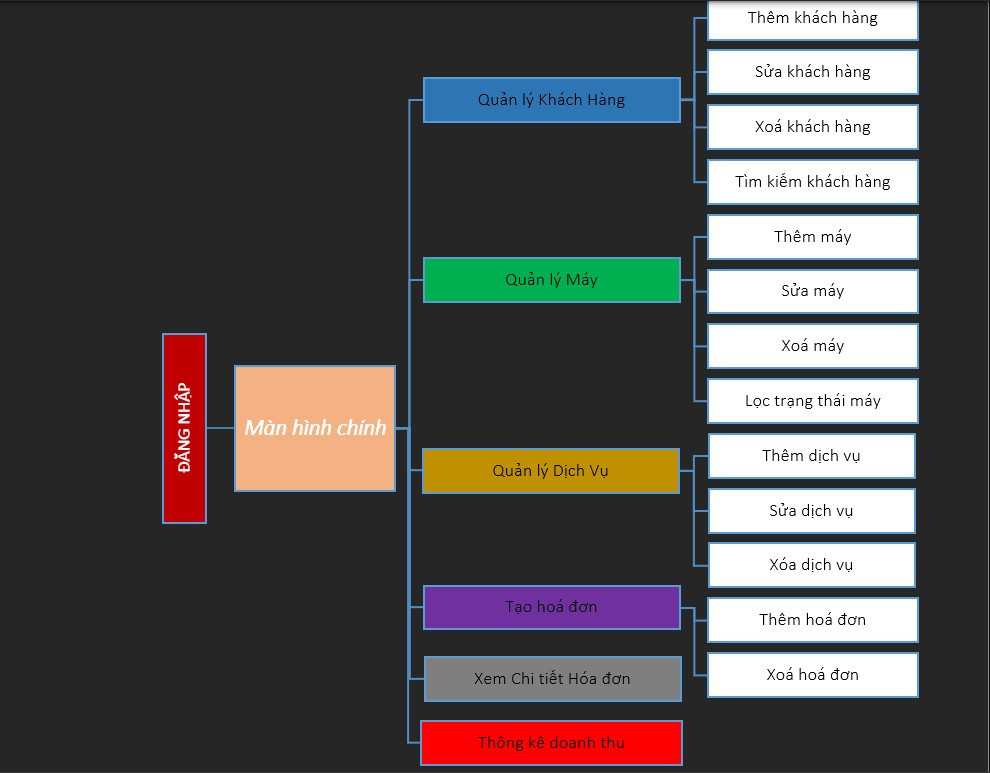 ĐĂNG NHẬP
Màn hình chính
Quản lý Khách Hàng
Thêm khách hàng
Sửa khách hàng
Xoá khách hàng
Tìm kiếm khách hàng
Quản lý Máy
Thêm máy
Sửa máy
Xoá máy
Lọc trạng thái máy
Quản lý Dịch Vụ
Thêm dịch vụ
Sửa dịch vụ
Xóa dịch vụ
Tạo hoá đơn
Thêm hoá đơn
Xoá hoá đơn
Xem Chi tiết Hóa đơn
Thống kê doanh thu